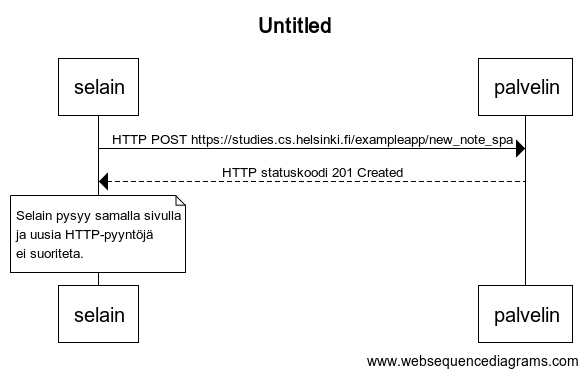 Untitled
selain
palvelin
HTTP POST https://studies.cs.helsinki.fi/exampleapp/new_note_spa
HTTP statuskoodi 201 Created
Selain pysyy samalla sivulla
ja uusia HTTP-pyyntöjä
ei suoriteta.
selain
palvelin
www.websequencediagrams.com